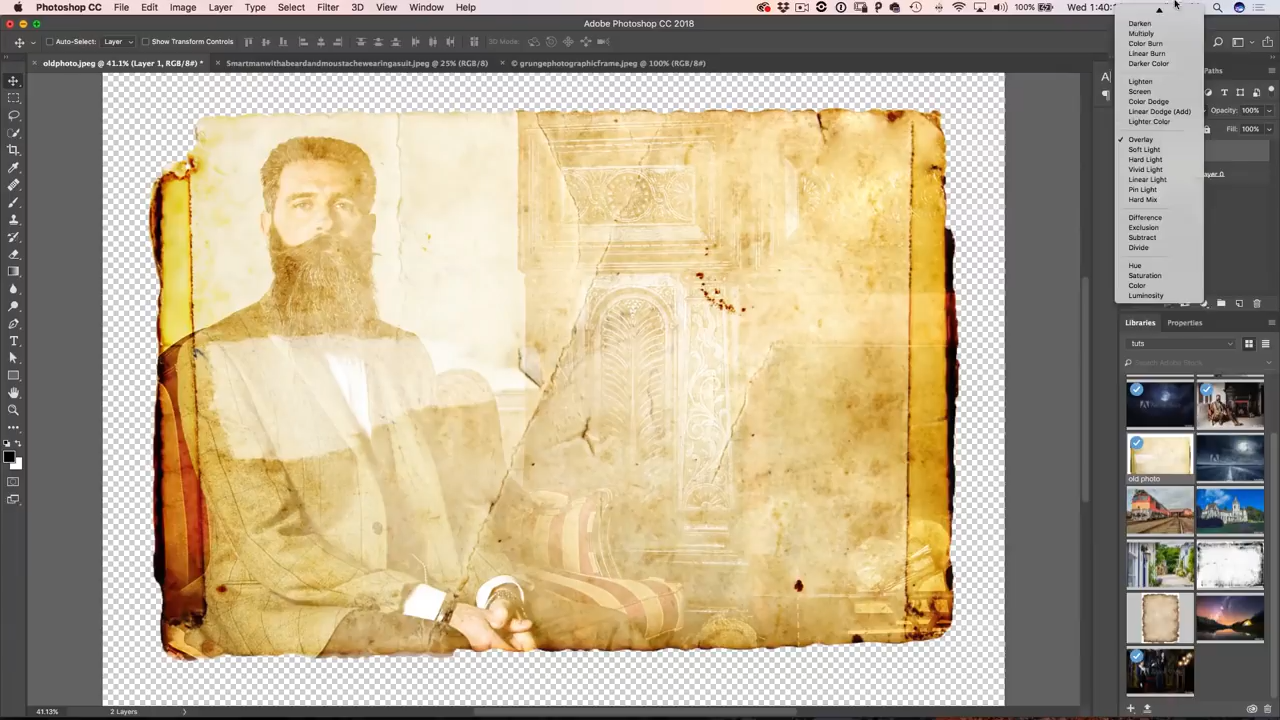 Photoshop CC File Edit Image Layer Type Select Filter 3D View Window Help 100% Wed 1:40
Adobe Photoshop CC 2018
Auto-Select: Layer Show Transform Controls 3D Mode:
oldphoto.jpeg @ 41.1% (Layer 1, RGB/8#) * Smartmanwithabeardandmoustachewearingasuit.jpeg @ 25% (RGB/8) © grungephotographicframe.jpeg @ 100% (RGB/8#)
Darken
Multiply
Color Burn
Linear Burn
Darker Color
Paths
Lighten
Screen
Color Dodge
Linear Dodge (Add)
Opacity: 100%
Lighter Color
Fill: 100%
Overlay
Soft Light
Hard Light
Vivid Light
ayer 0
Linear Light
Pin Light
Hard Mix
Difference
Exclusion
Subtract
Divide
Hue
Saturation
Color
Luminosity
Libraries Properties
tuts
Search Adobe Stock
old photo
41.13% 2 Layers